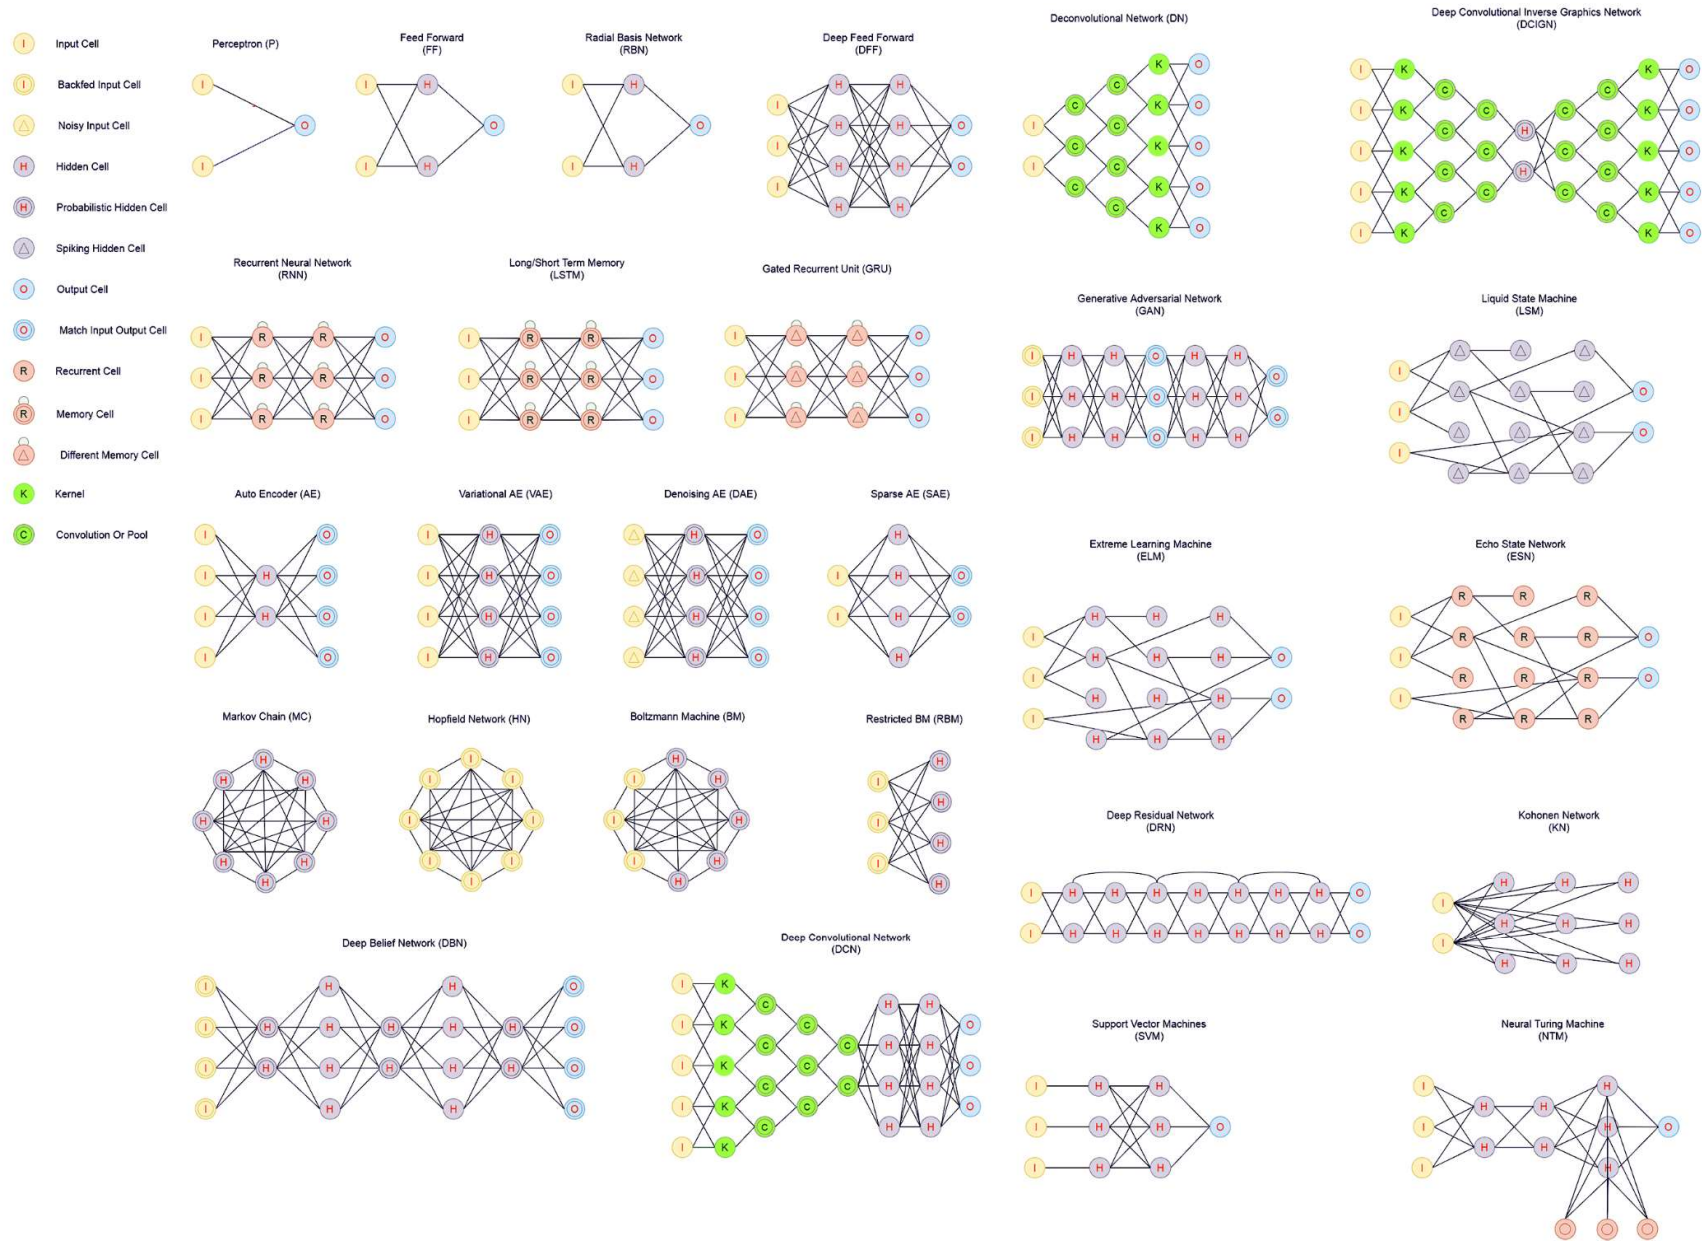 Input Cell
Backfed Input Cell
Noisy Input Cell
Hidden Cell
Probabilistic Hidden Cell
Spiking Hidden Cell
Output Cell
Match Input Output Cell
Recurrent Cell
Memory Cell
Different Memory Cell
Kernel
Convolution Or Pool
Perceptron (P)
Feed Forward
(FF)
Radial Basis Network
(RBN)
Deep Feed Forward
(DFF)
Deconvolutional Network (DN)
Deep Convolutional Inverse Graphics Network
(DCIGN)
Recurrent Neural Network
(RNN)
Long/Short Term Memory
(LSTM)
Gated Recurrent Unit (GRU)
Generative Adversarial Network
(GAN)
Liquid State Machine
(LSM)
Auto Encoder (AE)
Variational AE (VAE)
Denoising AE (DAE)
Sparse AE (SAE)
Extreme Learning Machine
(ELM)
Echo State Network
(ESN)
Markov Chain (MC)
Hopfield Network (HN)
Boltzmann Machine (BM)
Restricted BM (RBM)
Deep Residual Network
(DRN)
Kohonen Network
(KN)
Deep Belief Network (DBN)
Deep Convolutional Network
(DCN)
Support Vector Machines
(SVM)
Neural Turing Machine
(NTM)